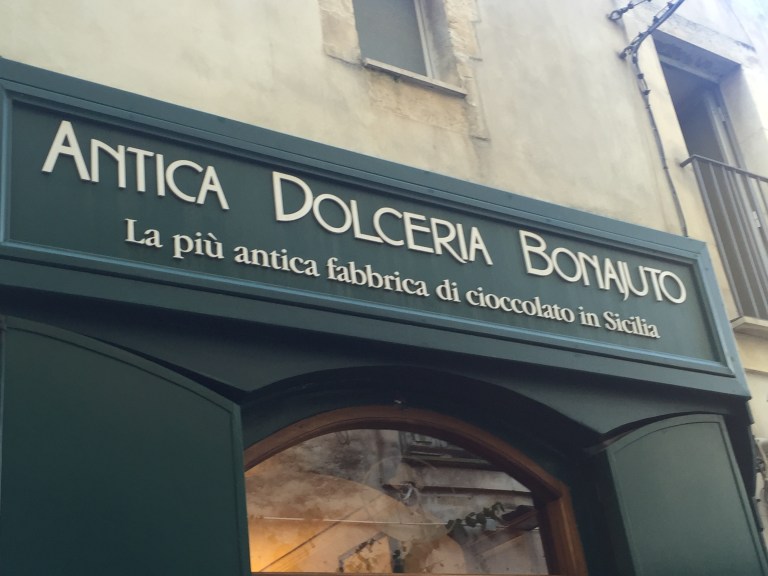 ANTICA DOLCERIA BONAJUTO
La più antica fabbrica di cioccolato in Sicilia